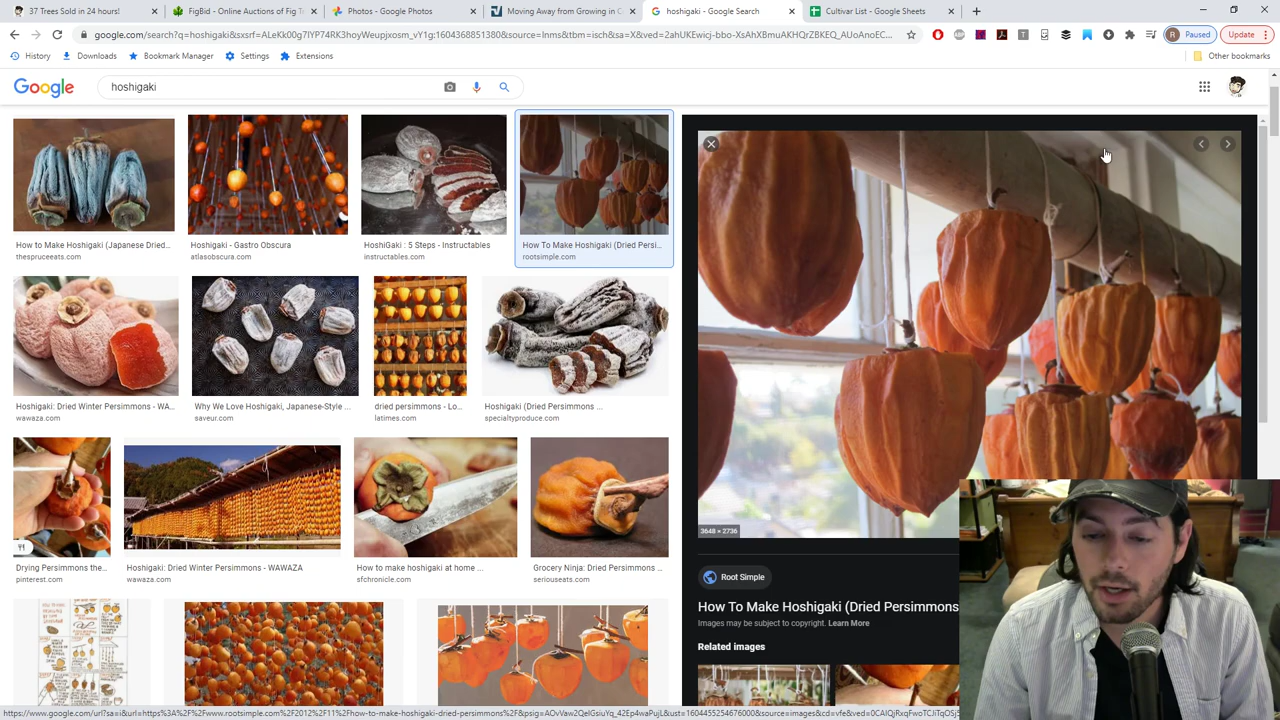 37 Trees Sold in 24 hours!
FigBid - Online Auctions of Fig T
Photos - Google Photos
Moving Away from Growing in C
hoshigaki - Google Search
Cultivar List - Google Sheets
Paused
Update
History
Downloads
Bookmark Manager
Settings
Extensions
Other bookmarks
Google
hoshigaki
How to Make Hoshigaki (Japanese Dried...
thespruceeats.com
Hoshigaki - Gastro Obscura
atlasobscura.com
HoshiGaki : 5 Steps - Instructables
instructables.com
How To Make Hoshigaki (Dried Persi...
rootsimple.com
Hoshigaki: Dried Winter Persimmons - WA...
wawaza.com
Why We Love Hoshigaki, Japanese-Style ...
saveur.com
dried persimmons - Lo...
latimes.com
Hoshigaki (Dried Persimmons ...
specialtyproduce.com
Drying Persimmons the...
pinterest.com
Hoshigaki: Dried Winter Persimmons - WAWAZA
wawaza.com
How to make hoshigaki at home ...
sfchronicle.com
Grocery Ninja: Dried Persimmons ...
seriouseats.com
3648 × 2736
Root Simple
How To Make Hoshigaki (Dried Persimmons
Images may be subject to copyright. Learn More
Related images